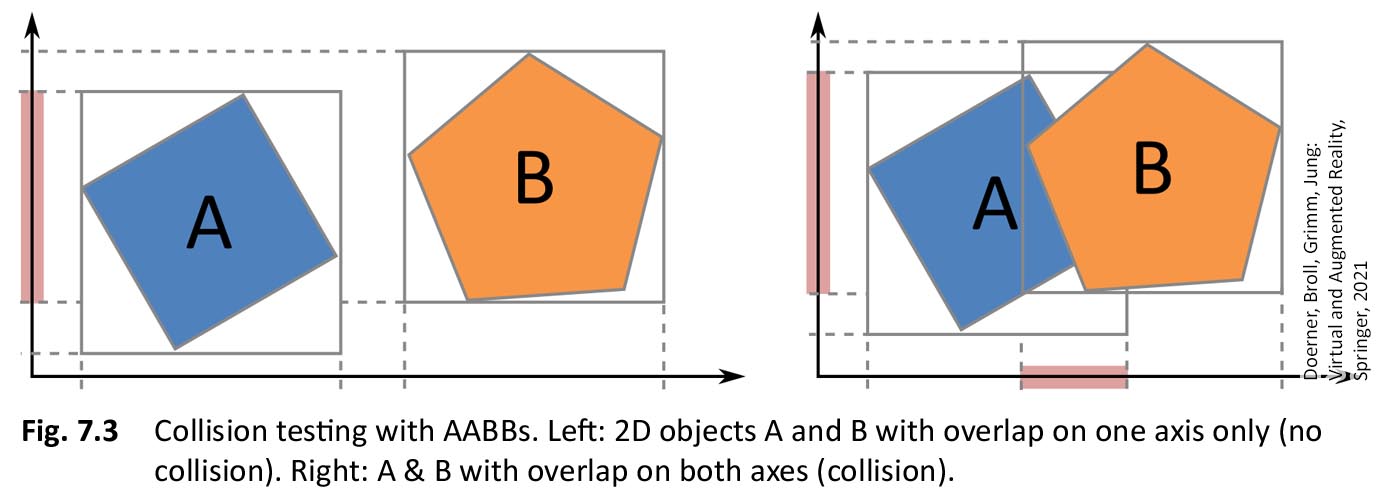 A
B
A
B
Doerner, Broll, Grimm, Jung:
Virtual and Augmented Reality,
Springer, 2021
Fig. 7.3 Collision testing with AABBs. Left: 2D objects A and B with overlap on one axis only (no
collision). Right: A & B with overlap on both axes (collision).